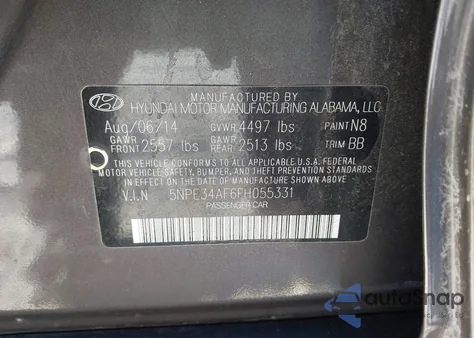 MANUFACTURED BY
HYUNDAI MOTOR MANUFACTURING ALABAMA, LLC
Aug/06/14 GVWR 4497 lbs PAINT N8
GAWR FRONT 2557 lbs GAWR REAR 2513 lbs TRIM BB
THIS VEHICLE CONFORMS TO ALL APPLICABLE U.S.A. FEDERAL
MOTOR VEHICLE SAFETY, BUMPER, AND THEFT PREVENTION STANDARDS
IN EFFECT ON THE DATE OF MANUFACTURE SHOWN ABOVE.
V.I.N 5NPE34AF6FH055331
PASSENGER CAR
autoSnap